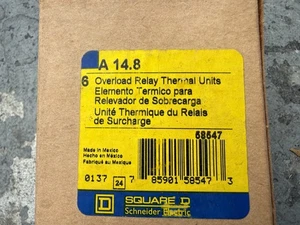 A 14.8
6 Overload Relay Thermal Units
Elemento Termico para
Relevador de Sobrecarga
Unité Thermique du Relais
de Surcharge
68647
Made in Mexico
Hecho en México
Fabriqué au Mexique
0137 24 7 85901 58547 3
D SQUARE D
Schneider Electric